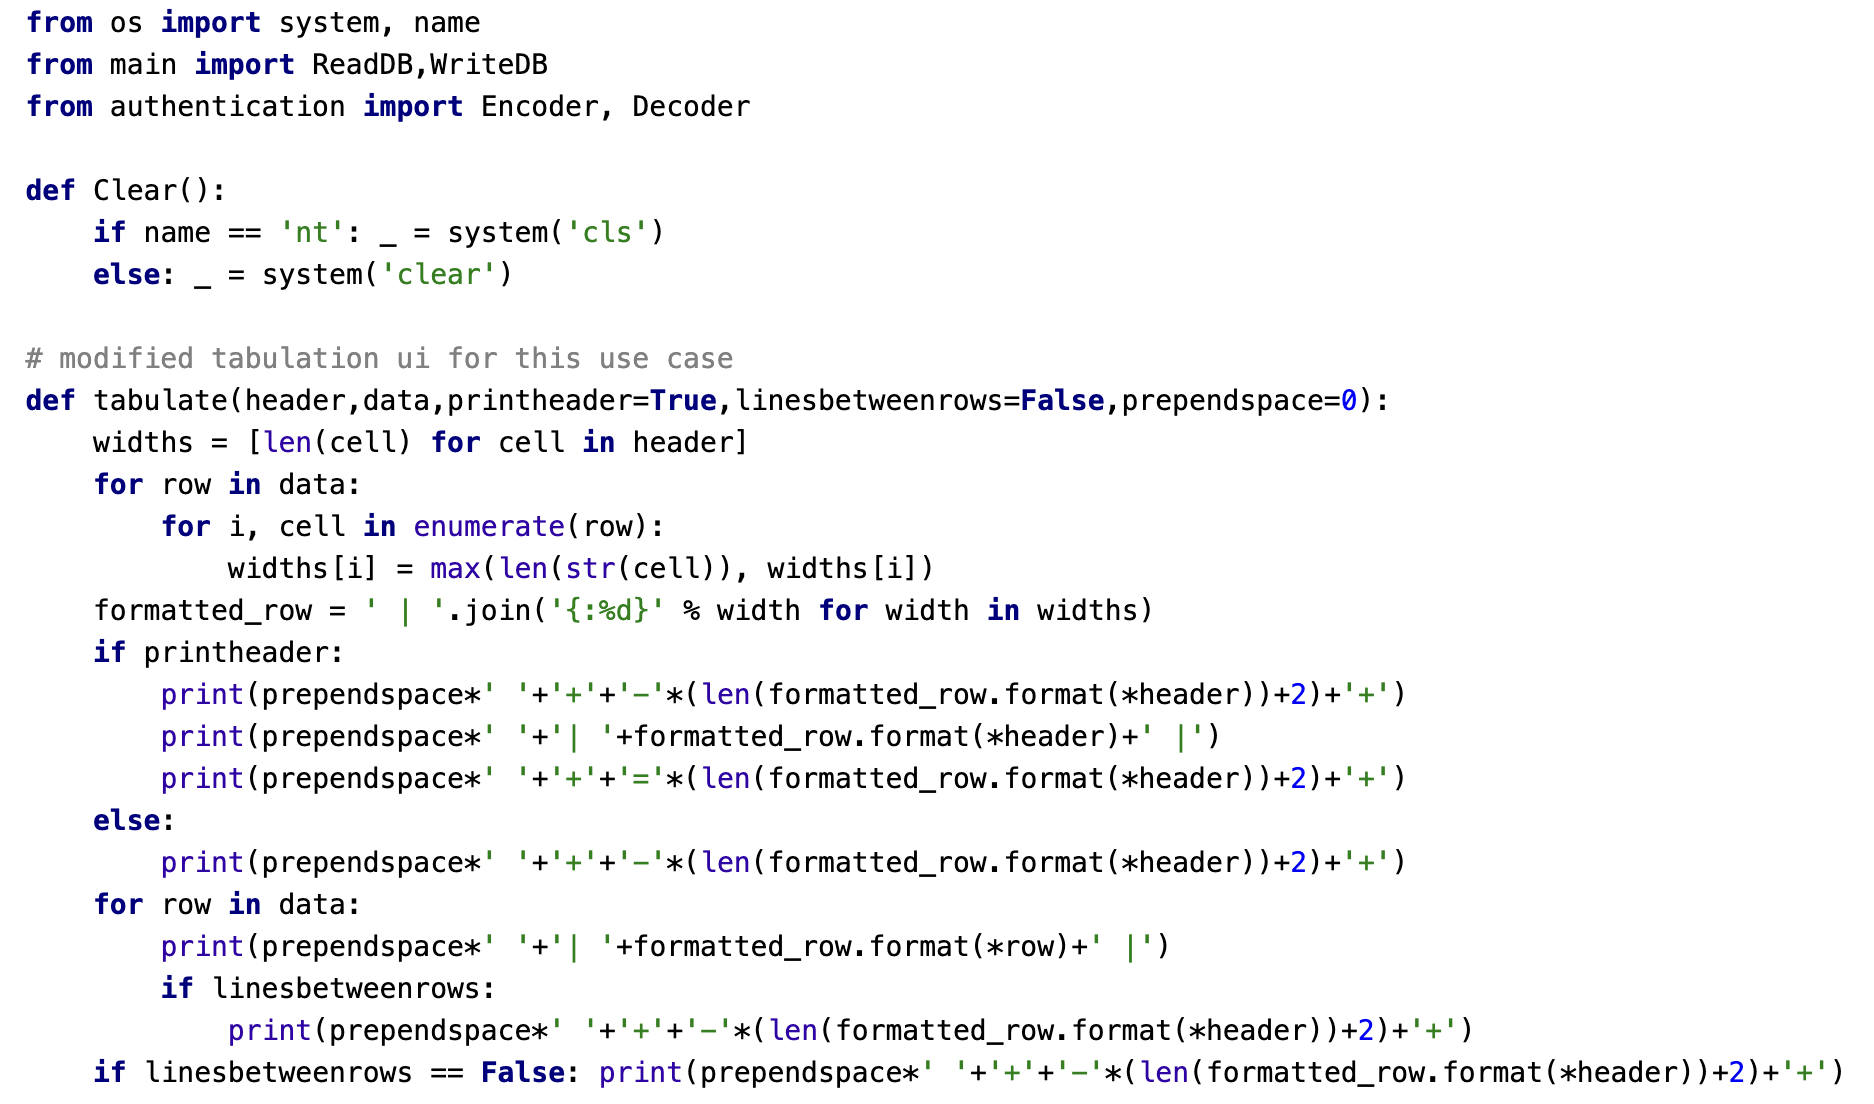 from os import system, name
from main import ReadDB,WriteDB
from authentication import Encoder, Decoder

def Clear():
    if name == 'nt': _ = system('cls')
    else: _ = system('clear')

# modified tabulation ui for this use case
def tabulate(header,data,printheader=True,linesbetweenrows=False,prependspace=0):
    widths = [len(cell) for cell in header]
    for row in data:
        for i, cell in enumerate(row):
            widths[i] = max(len(str(cell)), widths[i])
    formatted_row = ' | '.join('{:%d}' % width for width in widths)
    if printheader:
        print(prependspace*' '+'+'+'-'*(len(formatted_row.format(*header))+2)+'+')
        print(prependspace*' '+'| '+formatted_row.format(*header)+' |')
        print(prependspace*' '+'+'+'='*(len(formatted_row.format(*header))+2)+'+')
    else:
        print(prependspace*' '+'+'+'-'*(len(formatted_row.format(*header))+2)+'+')
    for row in data:
        print(prependspace*' '+'| '+formatted_row.format(*row)+' |')
        if linesbetweenrows:
            print(prependspace*' '+'+'+'-'*(len(formatted_row.format(*header))+2)+'+')
    if linesbetweenrows == False: print(prependspace*' '+'+'+'-'*(len(formatted_row.format(*header))+2)+'+')